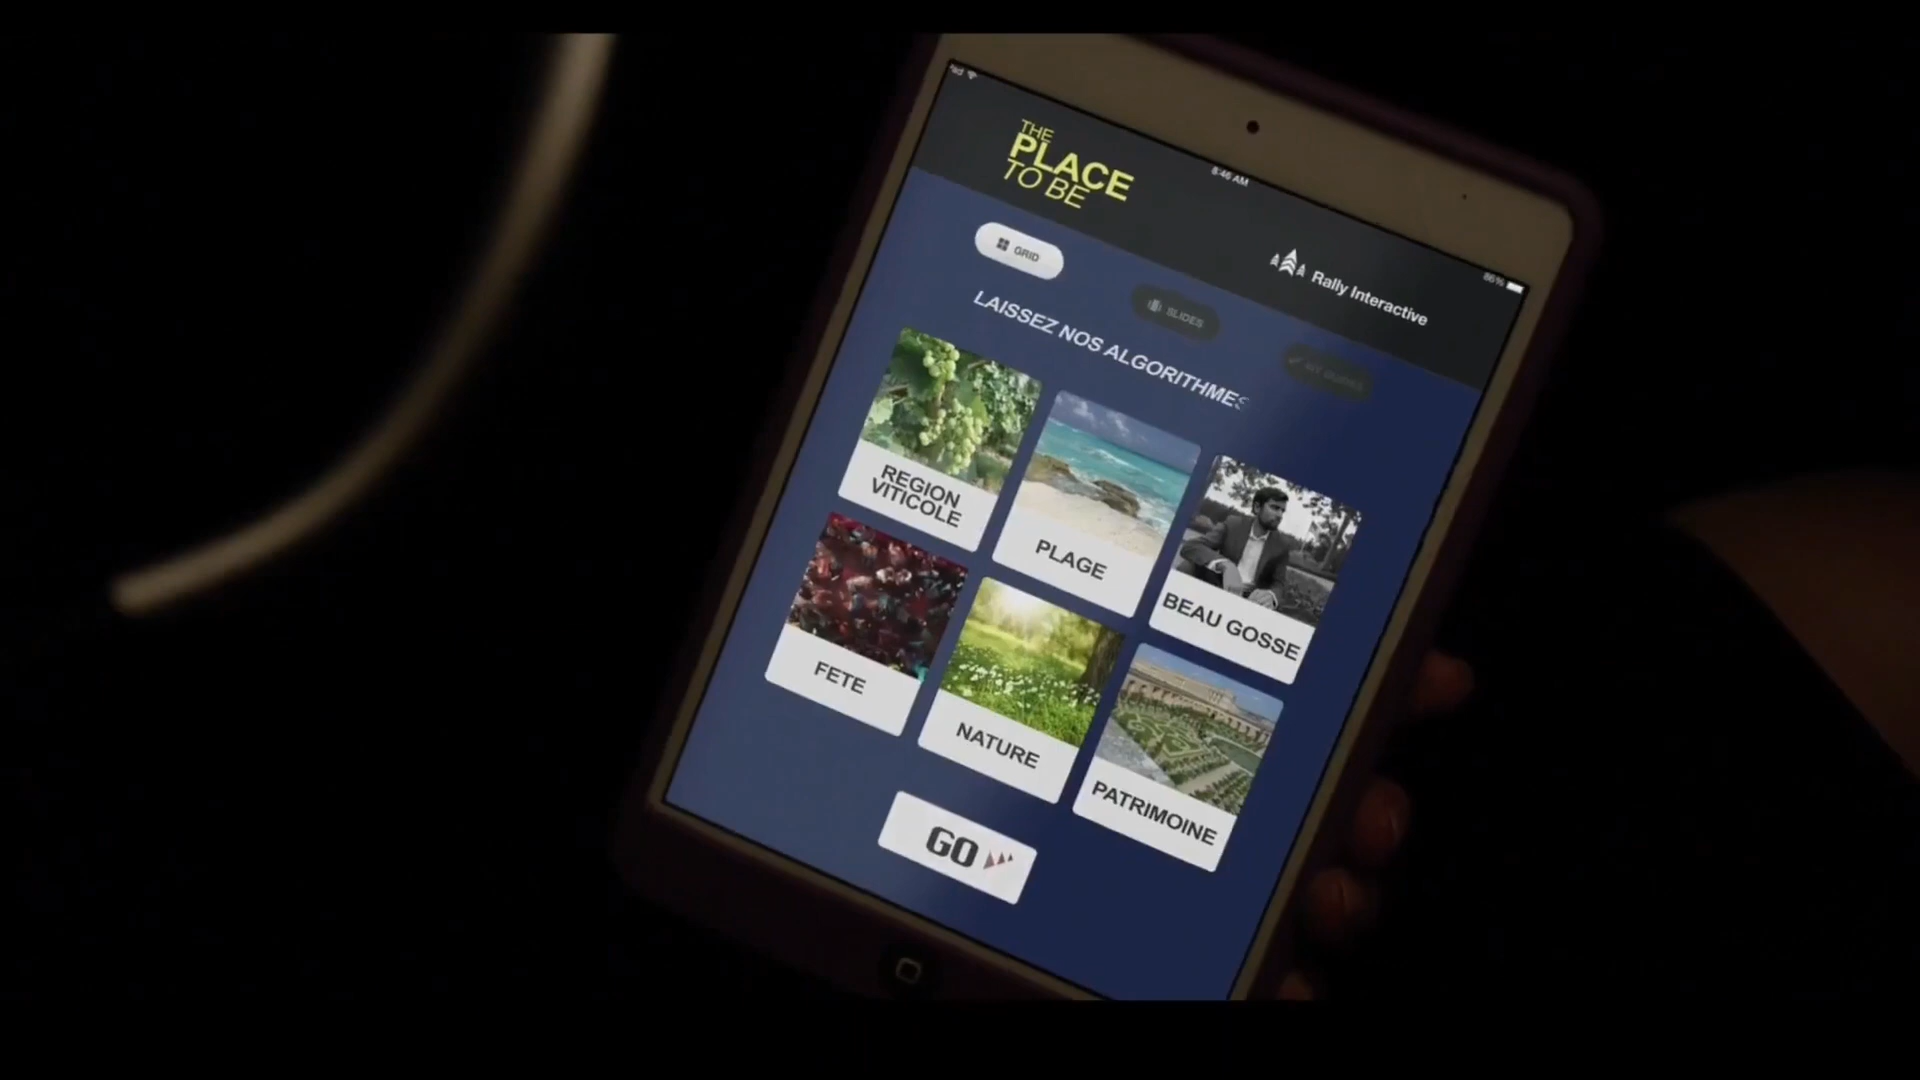 8:46 AM
86%
THE
PLACE
TO BE
Rally Interactive
GRID
SLIDES
LAISSEZ NOS ALGORITHMES
REGION
VITICOLE
PLAGE
BEAU GOSSE
FETE
NATURE
PATRIMOINE
GO